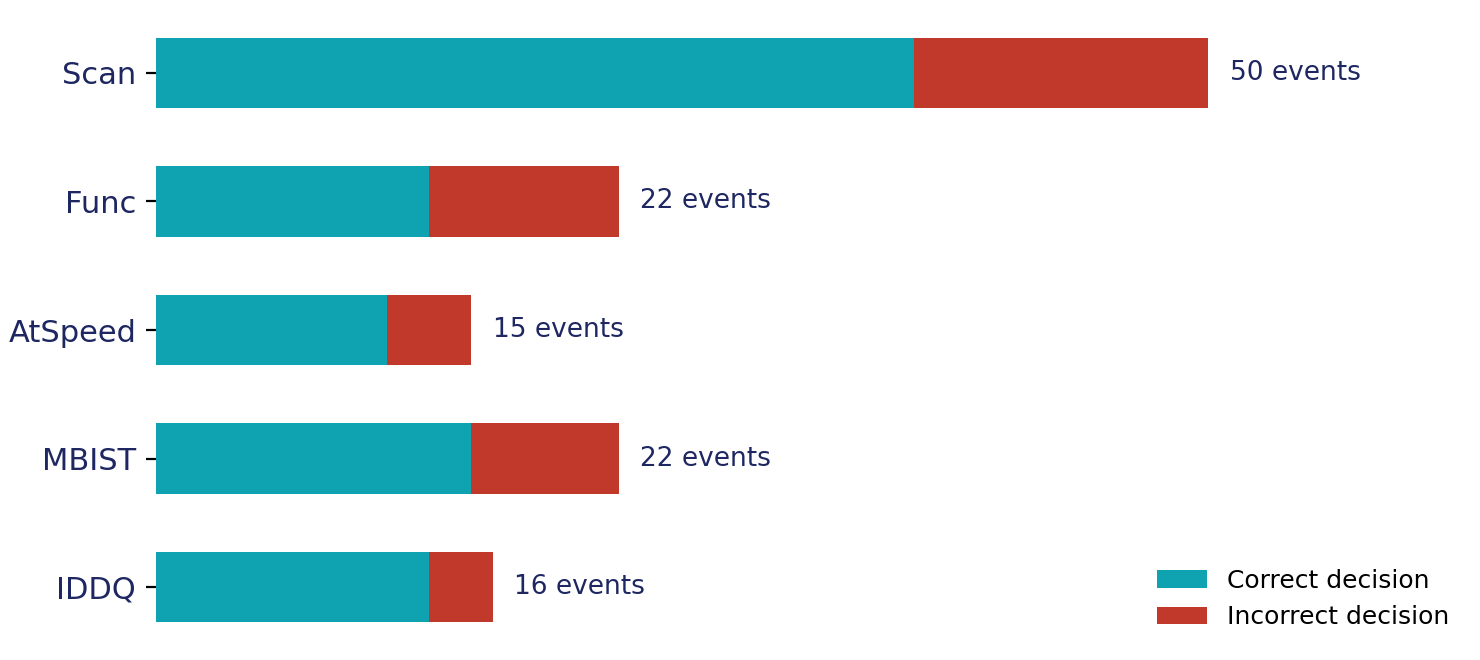 Scan
50 events
Func
22 events
AtSpeed
15 events
MBIST
22 events
IDDQ
16 events
Correct decision
Incorrect decision